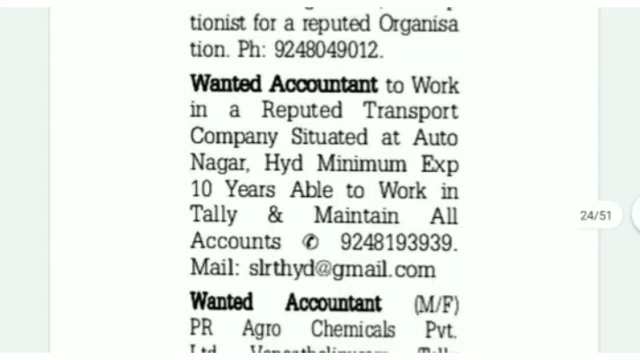 tionist for a reputed Organisa
tion. Ph: 9248049012.
Wanted Accountant to Work
in a Reputed Transport
Company Situated at Auto
Nagar, Hyd Minimum Exp
10 Years Able to Work in
Tally & Maintain All
Accounts ✆ 9248193939.
Mail: slrthyd@gmail.com
Wanted Accountant (M/F)
PR Agro Chemicals Pvt.
24/51